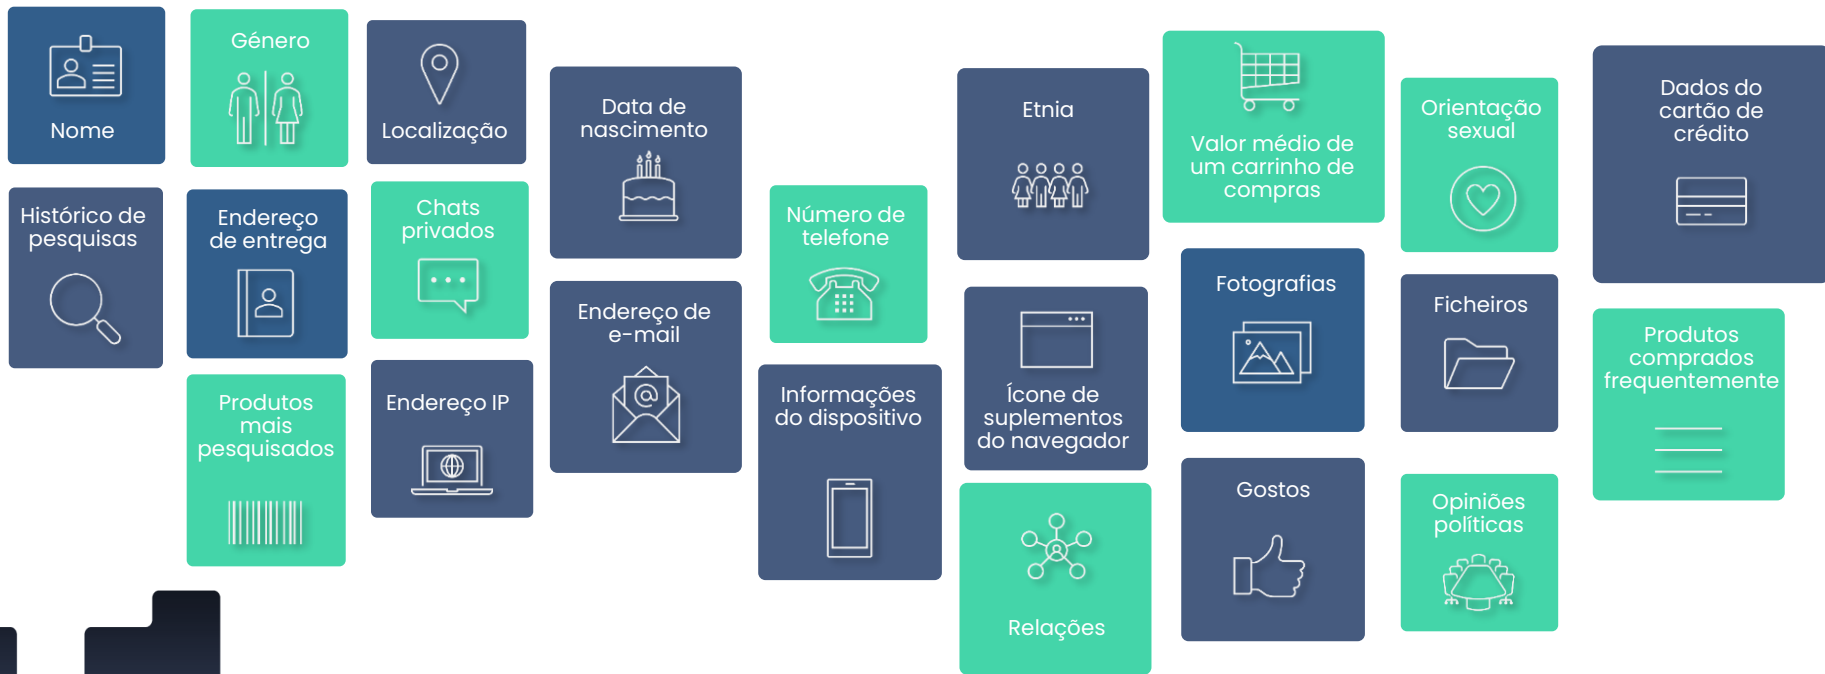 Nome
Género
Localização
Data de
nascimento
Etnia
Valor médio de
um carrinho de
compras
Orientação
sexual
Dados do
cartão de
crédito
Histórico de
pesquisas
Endereço
de entrega
Chats
privados
Endereço de
e-mail
Número de
telefone
Ícone de
suplementos
do navegador
Fotografias
Ficheiros
Produtos
comprados
frequentemente
Produtos
mais
pesquisados
Endereço IP
Informações
do dispositivo
Relações
Gostos
Opiniões
políticas